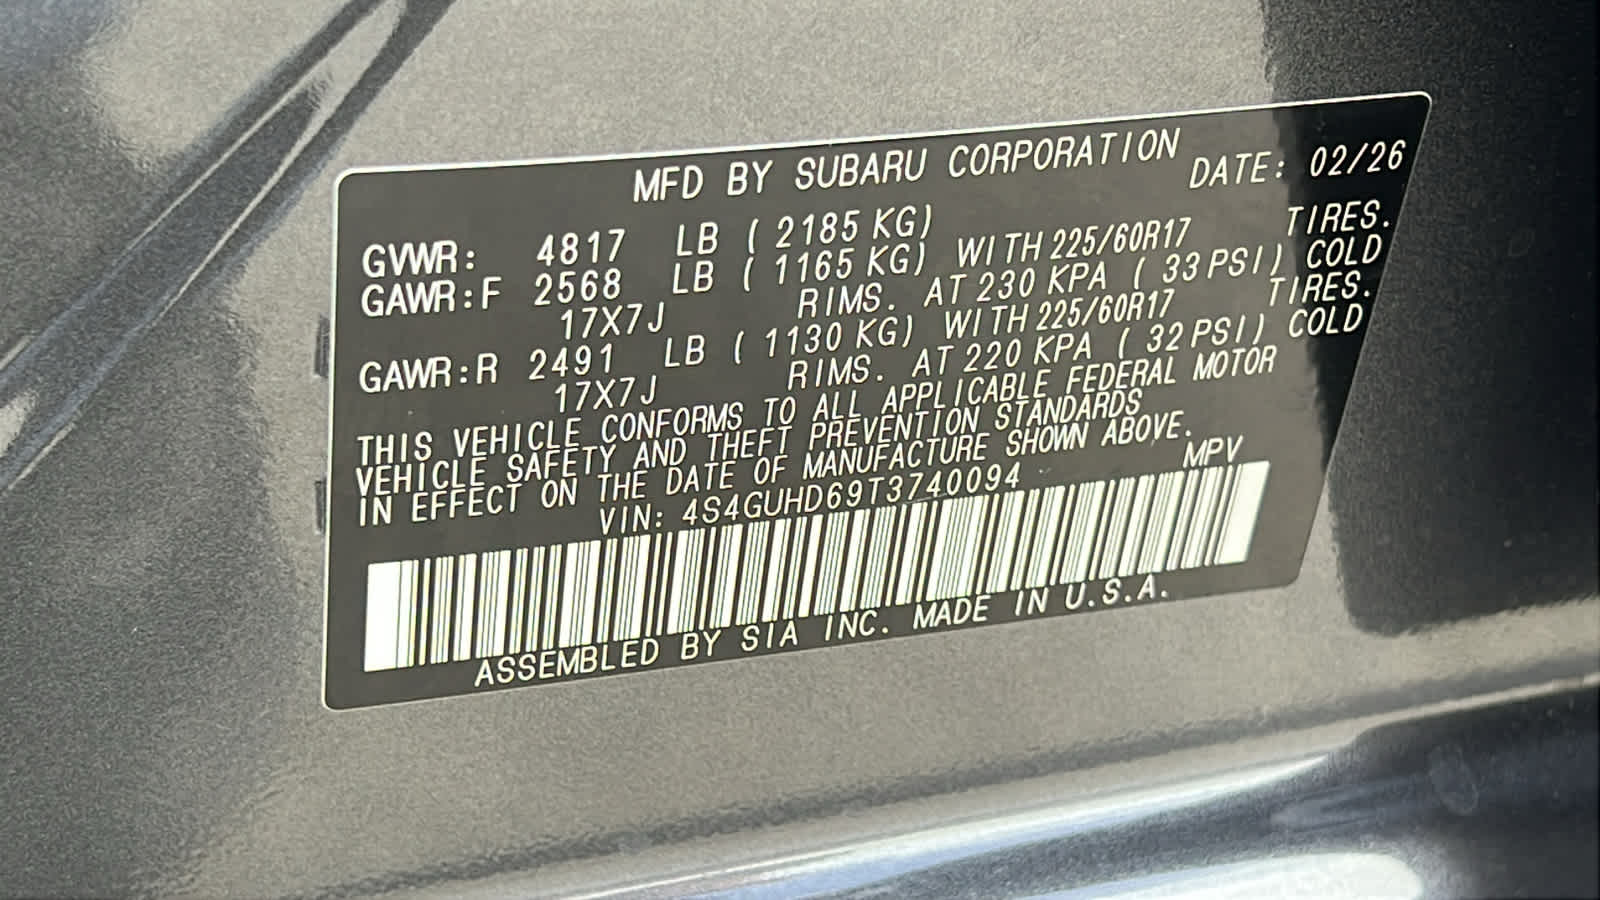 MFD BY SUBARU CORPORATION DATE: 02/26
GVWR: 4817 LB ( 2185 KG)
GAWR:F 2568 LB ( 1165 KG) WITH 225/60R17 TIRES.
17X7J RIMS. AT 230 KPA ( 33 PSI) COLD
GAWR:R 2491 LB ( 1130 KG) WITH 225/60R17 TIRES.
17X7J RIMS. AT 220 KPA ( 32 PSI) COLD
THIS VEHICLE CONFORMS TO ALL APPLICABLE FEDERAL MOTOR
VEHICLE SAFETY AND THEFT PREVENTION STANDARDS
IN EFFECT ON THE DATE OF MANUFACTURE SHOWN ABOVE.
VIN: 4S4GUHD69T3740094 MPV
ASSEMBLED BY SIA INC. MADE IN U.S.A.